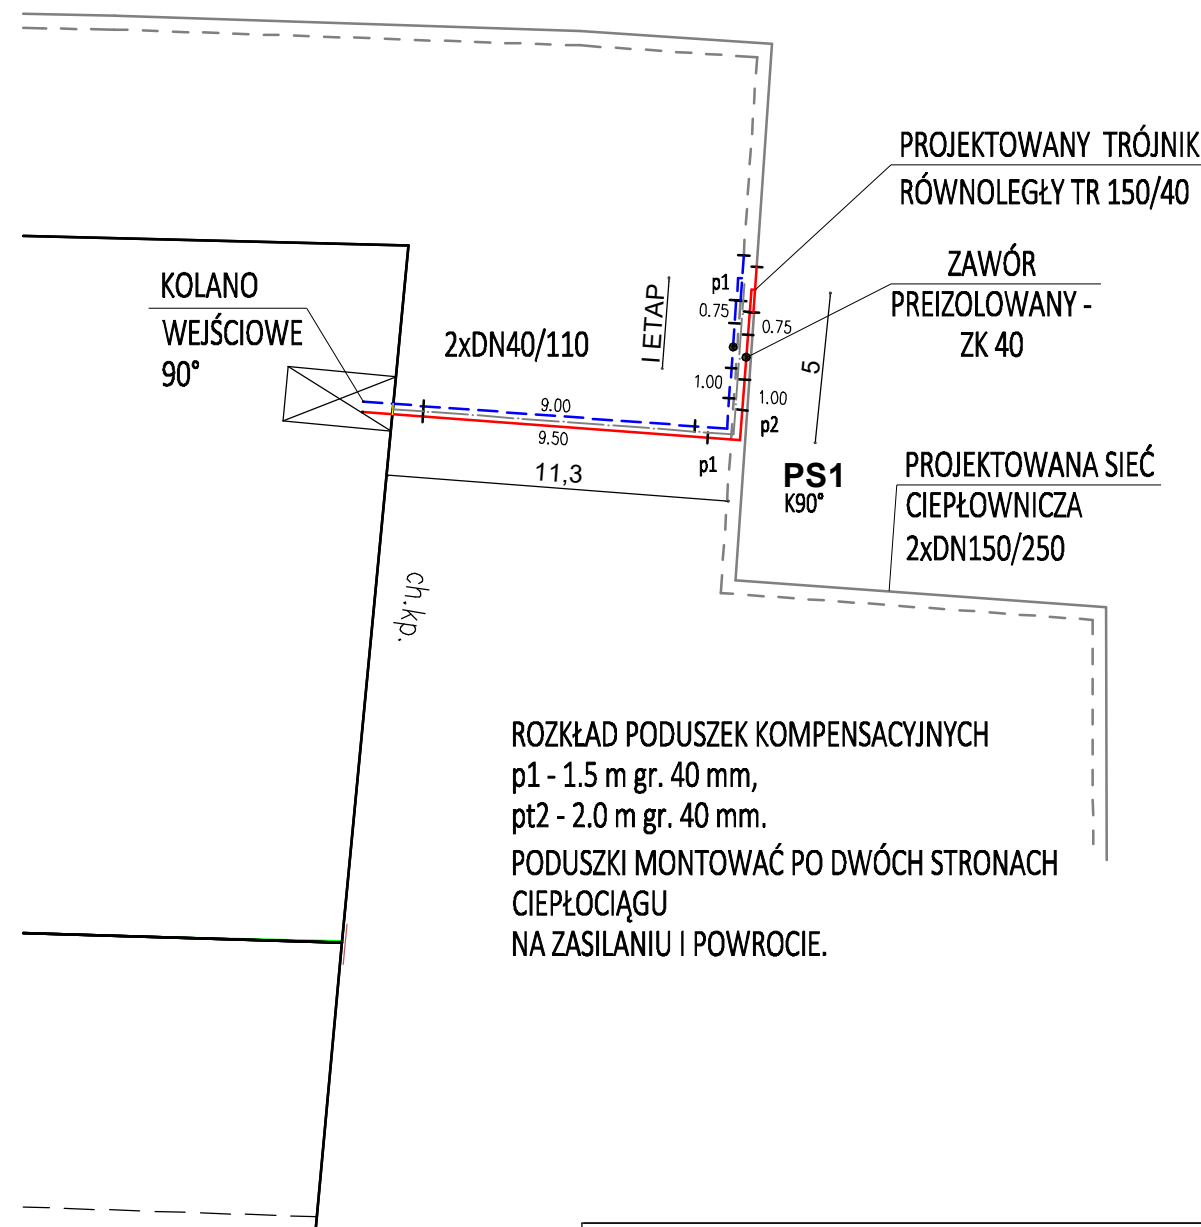 PROJEKTOWANY TRÓJNIK
RÓWNOLEGŁY TR 150/40
ZAWÓR
PREIZOLOWANY -
ZK 40
KOLANO
WEJŚCIOWE
90°
2xDN40/110
I ETAP
p1
0.75
0.75
5
1.00
1.00
p2
9.00
9.50
p1
11,3
PS1
K90°
PROJEKTOWANA SIEĆ
CIEPŁOWNICZA
2xDN150/250
ch.kp.
ROZKŁAD PODUSZEK KOMPENSACYJNYCH
p1 - 1.5 m gr. 40 mm,
pt2 - 2.0 m gr. 40 mm.
PODUSZKI MONTOWAĆ PO DWÓCH STRONACH
CIEPŁOCIĄGU
NA ZASILANIU I POWROCIE.